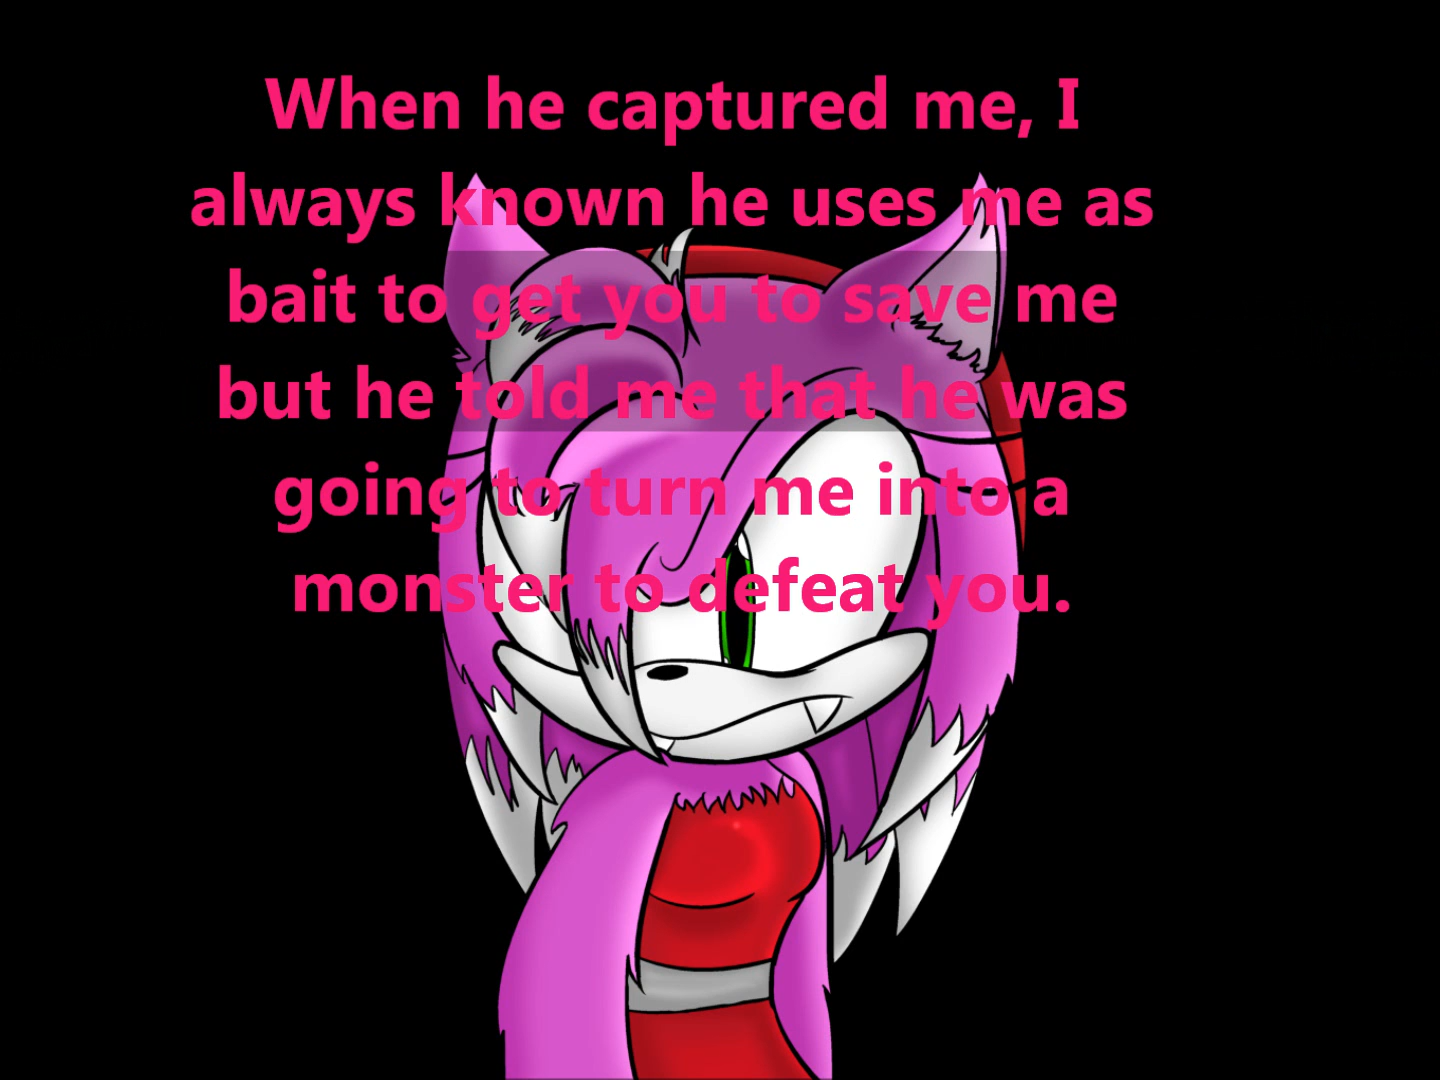 When he captured me, I
always known he uses me as
bait to get you to save me
but he told me that he was
going to turn me into a
monster to defeat you.